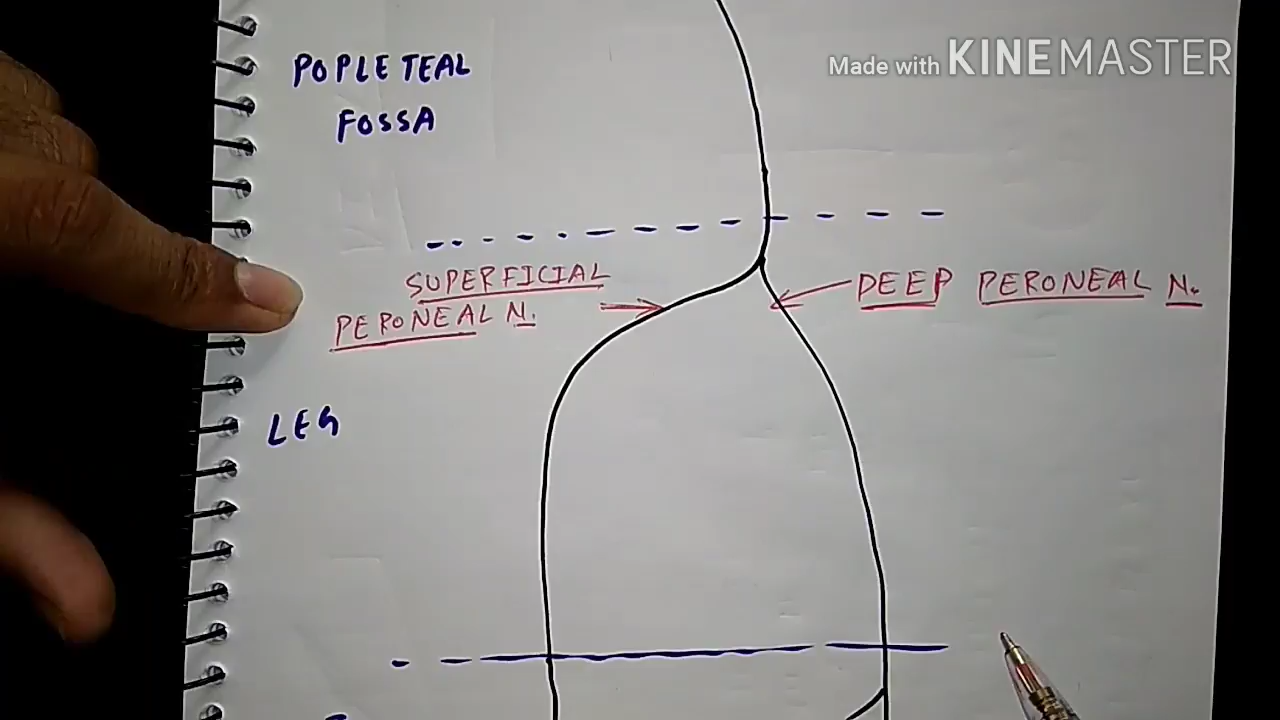 Made with KINEMASTER
POPLETEAL
FOSSA
SUPERFICIAL
PERONEAL N.
DEEP PERONEAL N.
LEG